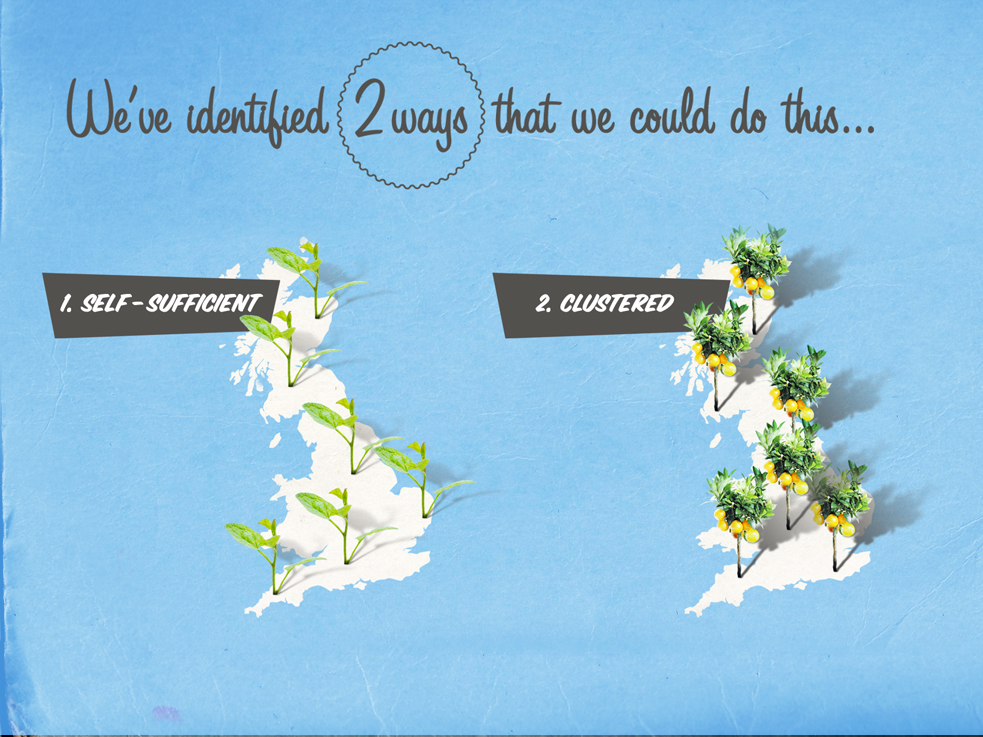 We've identified 2 ways that we could do this...
1. SELF-SUFFICIENT
2. CLUSTERED